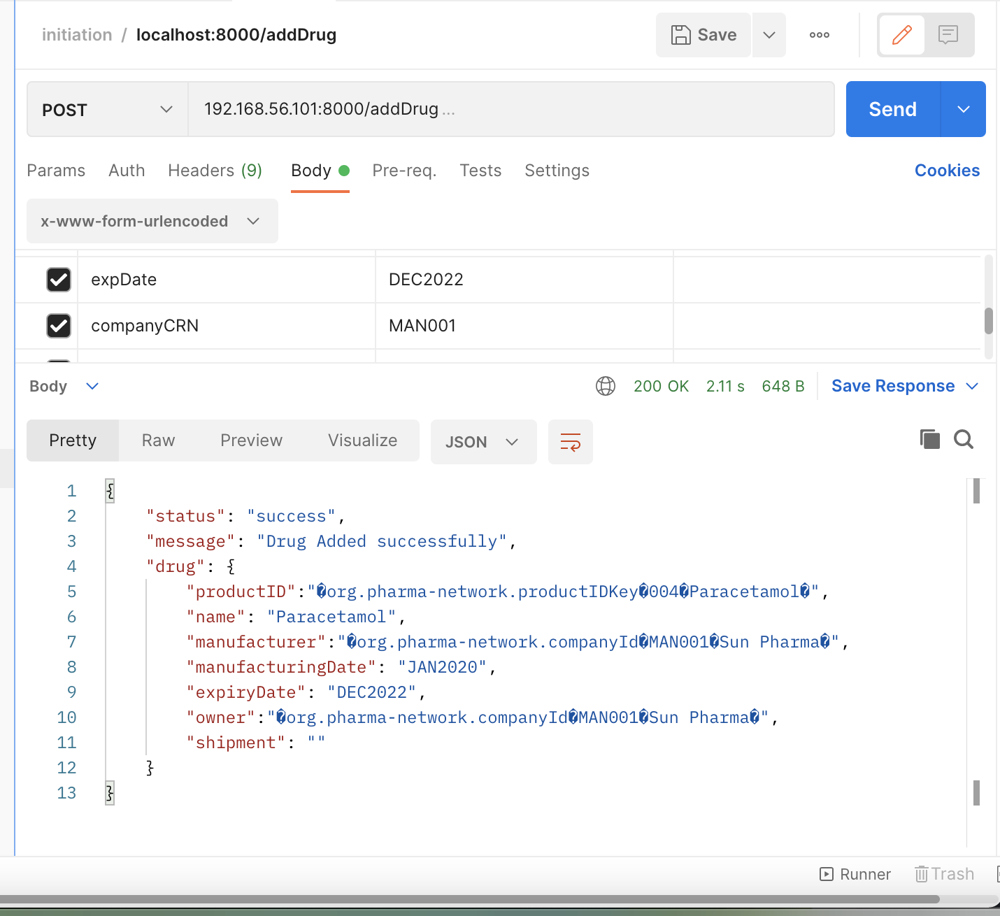 initiation / localhost:8000/addDrug Save
POST 192.168.56.101:8000/addDrug ... Send
Params Auth Headers (9) Body Pre-req. Tests Settings Cookies
x-www-form-urlencoded
expDate DEC2022
companyCRN MAN001
Body 200 OK 2.11 s 648 B Save Response
Pretty Raw Preview Visualize JSON
1 {
2 "status": "success",
3 "message": "Drug Added successfully",
4 "drug": {
5 "productID":"�org.pharma-network.productIDKey�004�Paracetamol�",
6 "name": "Paracetamol",
7 "manufacturer":"�org.pharma-network.companyId�MAN001�Sun Pharma�",
8 "manufacturingDate": "JAN2020",
9 "expiryDate": "DEC2022",
10 "owner":"�org.pharma-network.companyId�MAN001�Sun Pharma�",
11 "shipment": ""
12 }
13 }
Runner Trash